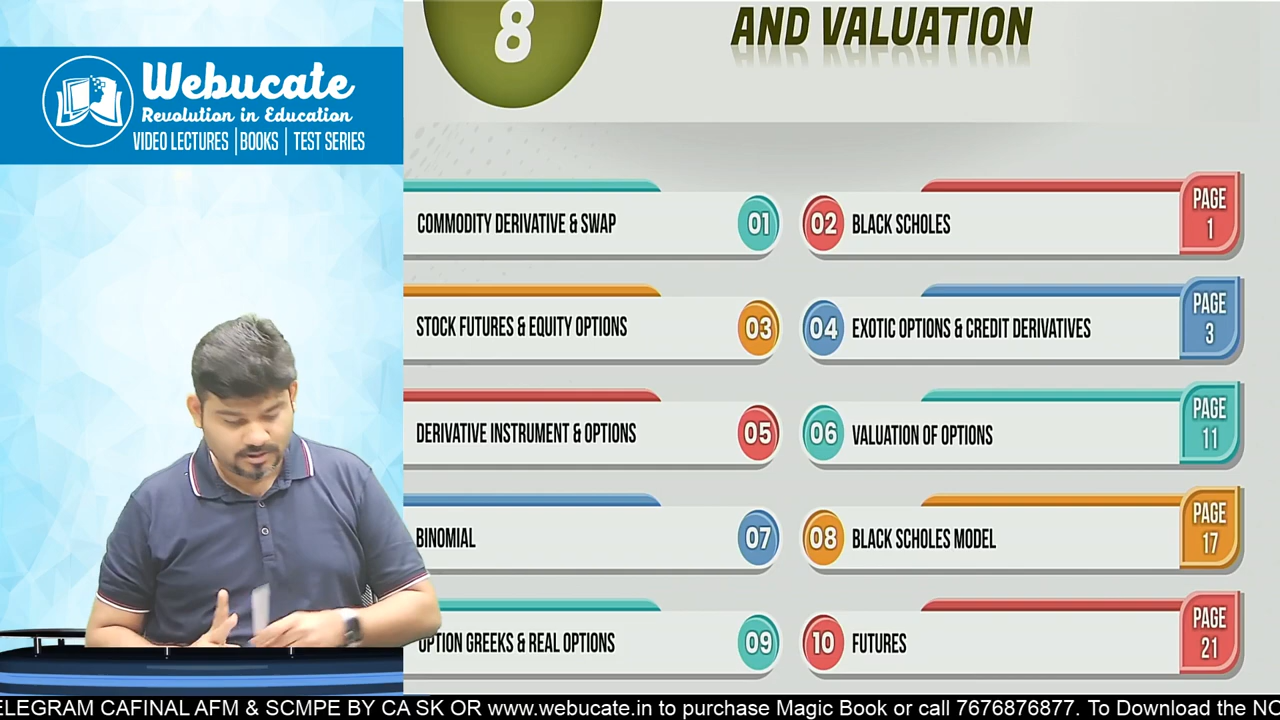 8
AND VALUATION
Webucate
Revolution in Education
VIDEO LECTURES | BOOKS | TEST SERIES
COMMODITY DERIVATIVE & SWAP 01
02 BLACK SCHOLES
PAGE
1
STOCK FUTURES & EQUITY OPTIONS 03
04 EXOTIC OPTIONS & CREDIT DERIVATIVES
PAGE
3
DERIVATIVE INSTRUMENT & OPTIONS 05
06 VALUATION OF OPTIONS
PAGE
11
BINOMIAL 07
08 BLACK SCHOLES MODEL
PAGE
17
OPTION GREEKS & REAL OPTIONS 09
10 FUTURES
PAGE
21
ELEGRAM CAFINAL AFM & SCMPE BY CA SK OR www.webucate.in to purchase Magic Book or call 7676876877. To Download the NO